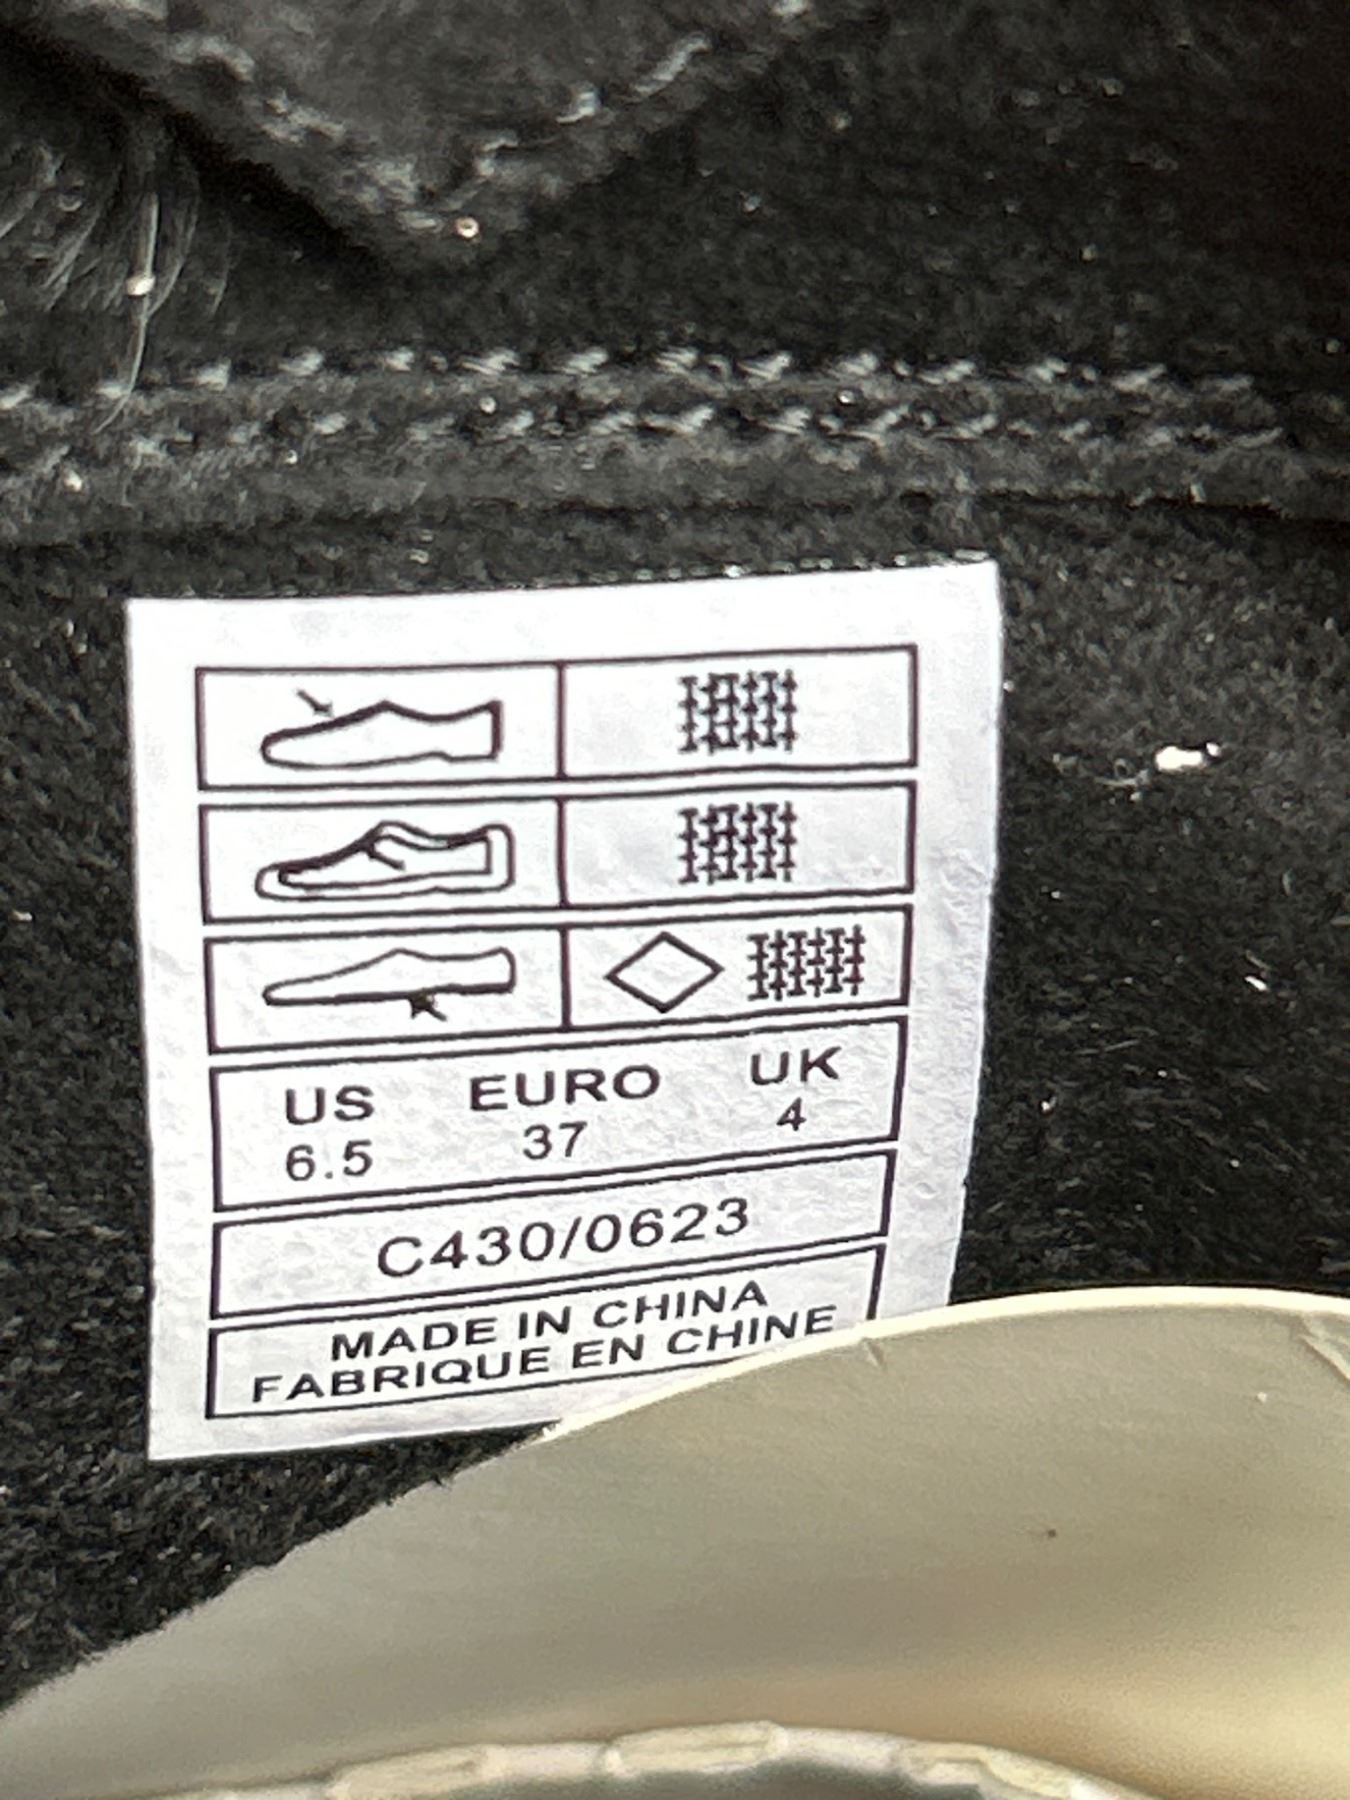 US EURO UK
6.5 37 4
C430/0623
MADE IN CHINA
FABRIQUE EN CHINE